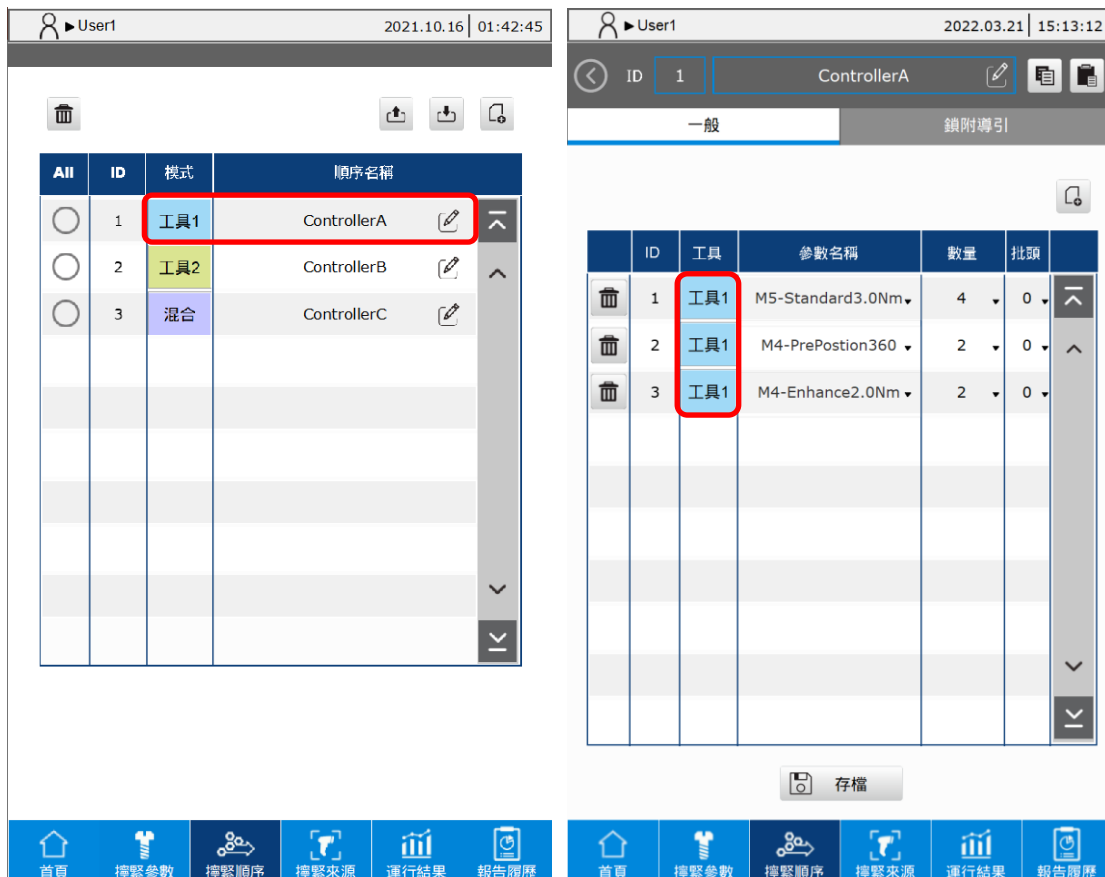 ►User1 2021.10.16 01:42:45
All ID 模式 順序名稱
1 工具1 ControllerA
2 工具2 ControllerB
3 混合 ControllerC
首頁 擰緊參數 擰緊順序 擰緊來源 運行結果 報告履歷
►User1 2022.03.21 15:13:12
ID 1 ControllerA
一般 鎖附導引
ID 工具 參數名稱 數量 批頭
1 工具1 M5-Standard3.0Nm 4 0
2 工具1 M4-PrePostion360 2 0
3 工具1 M4-Enhance2.0Nm 2 0
存檔
首頁 擰緊參數 擰緊順序 擰緊來源 運行結果 報告履歷